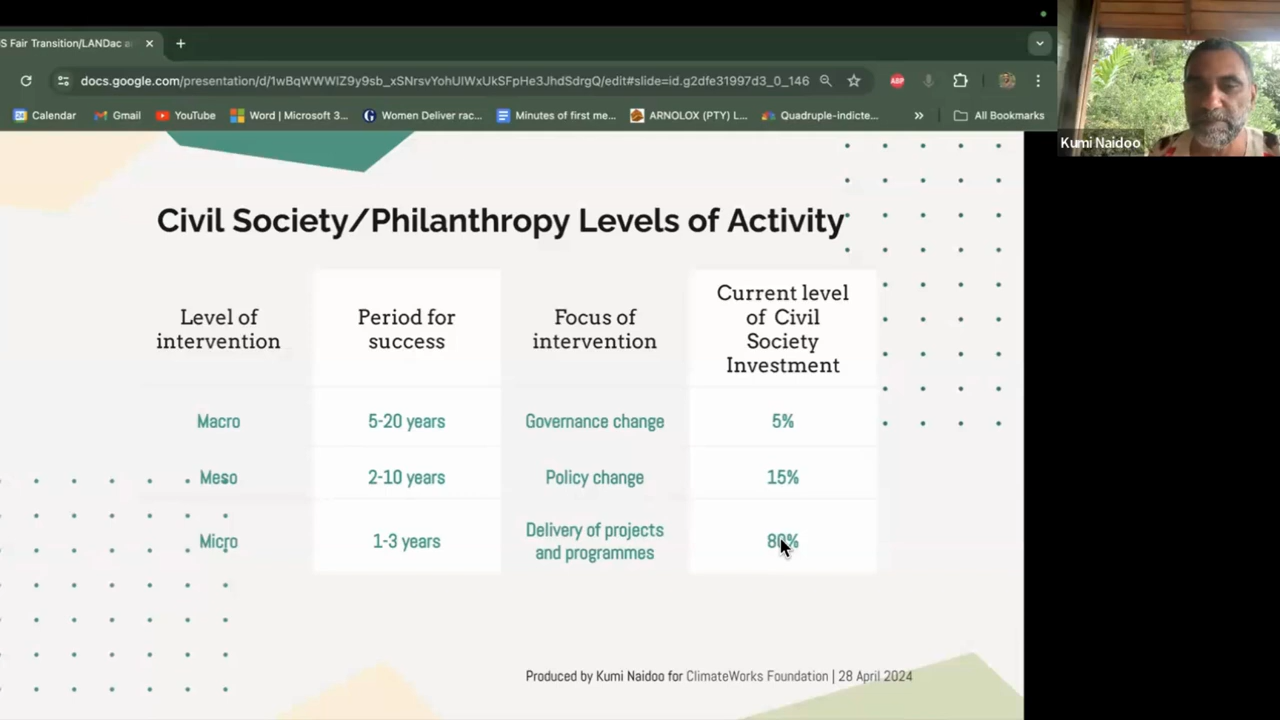 S Fair Transition/LANDac a
docs.google.com/presentation/d/1wBqWWWIZ9y9sb_xSNrsvYohUIWxUkSFpHe3JhdSdrgQ/edit#slide=id.g2dfe31997d3_0_146
Calendar
Gmail
YouTube
Word | Microsoft 3...
Women Deliver rac...
Minutes of first me...
ARNOLOX (PTY) L...
Quadruple-indicte...
All Bookmarks
Kumi Naidoo
Civil Society/Philanthropy Levels of Activity
Level of
intervention
Period for
success
Focus of
intervention
Current level
of Civil
Society
Investment
Macro
5-20 years
Governance change
5%
Meso
2-10 years
Policy change
15%
Micro
1-3 years
Delivery of projects
and programmes
80%
Produced by Kumi Naidoo for ClimateWorks Foundation | 28 April 2024